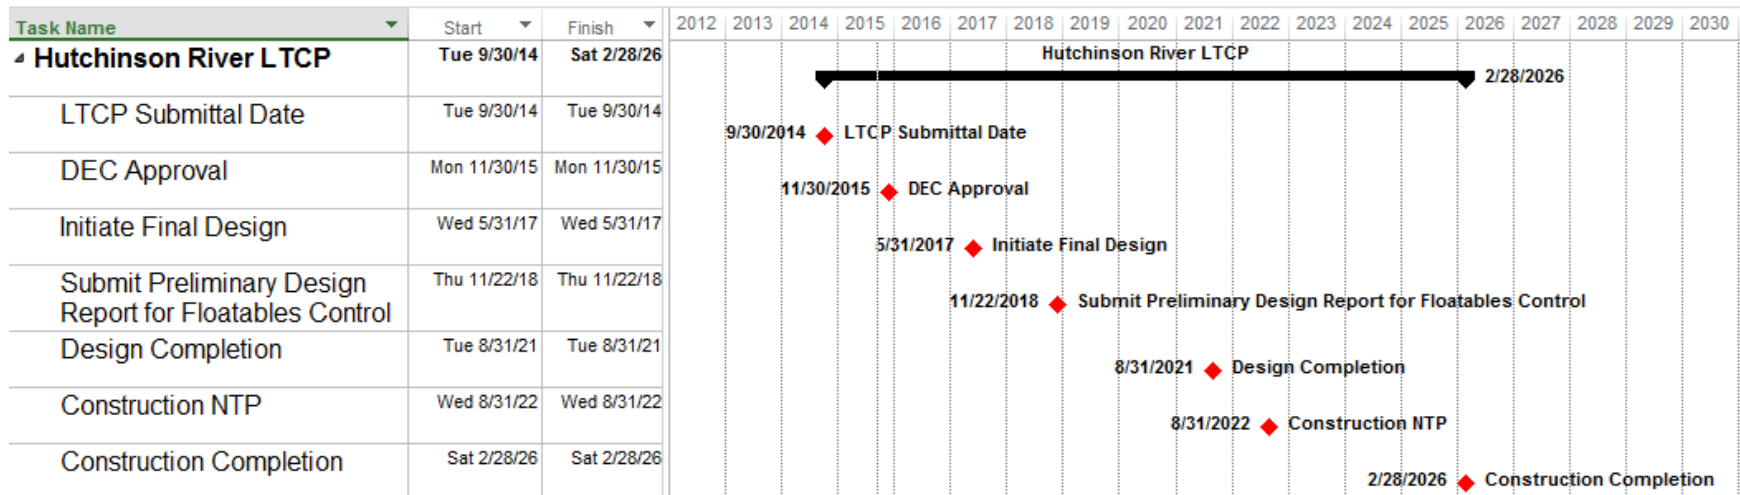 Task Name Start Finish 2012 2013 2014 2015 2016 2017 2018 2019 2020 2021 2022 2023 2024 2025 2026 2027 2028 2029 2030
Hutchinson River LTCP Tue 9/30/14 Sat 2/28/26 Hutchinson River LTCP
2/28/2026
LTCP Submittal Date Tue 9/30/14 Tue 9/30/14 9/30/2014 LTCP Submittal Date
DEC Approval Mon 11/30/15 Mon 11/30/15 11/30/2015 DEC Approval
Initiate Final Design Wed 5/31/17 Wed 5/31/17 5/31/2017 Initiate Final Design
Submit Preliminary Design Thu 11/22/18 Thu 11/22/18 11/22/2018 Submit Preliminary Design Report for Floatables Control
Report for Floatables Control
Design Completion Tue 8/31/21 Tue 8/31/21 8/31/2021 Design Completion
Construction NTP Wed 8/31/22 Wed 8/31/22 8/31/2022 Construction NTP
Construction Completion Sat 2/28/26 Sat 2/28/26 2/28/2026 Construction Completion